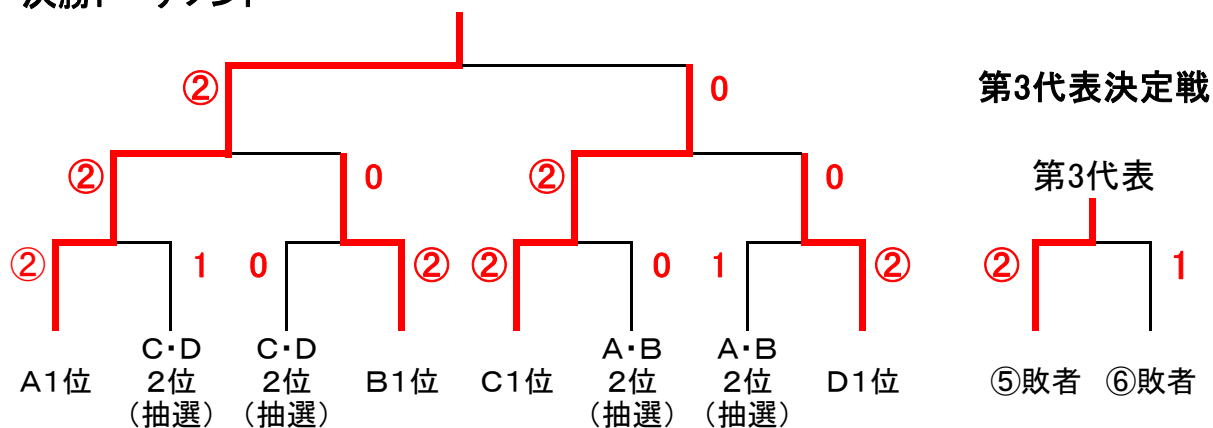 ② 0
第3代表決定戦
② 0 ② 0
第3代表
② 1 0 ② ② 0 1 ② ② 1
A1位 C・D 2位 (抽選) C・D 2位 (抽選) B1位 C1位 A・B 2位 (抽選) A・B 2位 (抽選) D1位 ⑤敗者 ⑥敗者